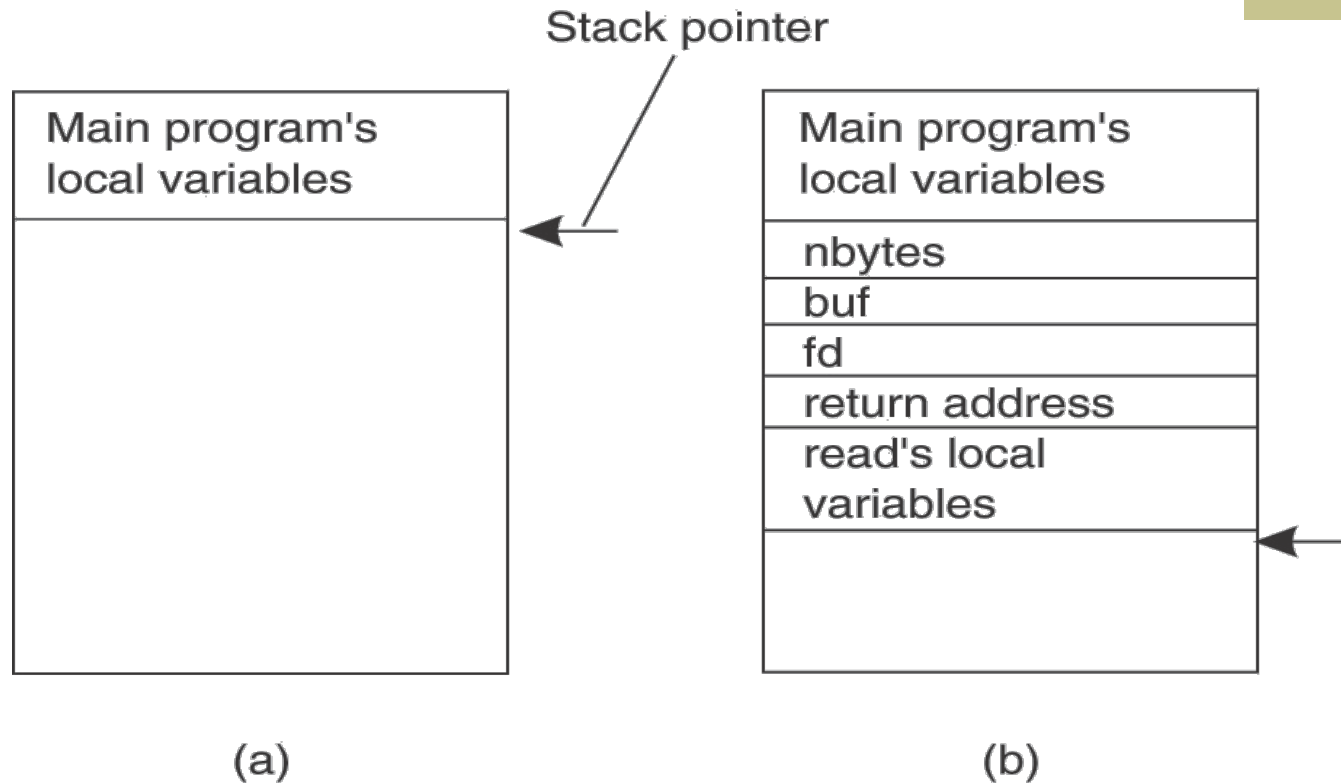 Stack pointer
Main program's
local variables
Main program's
local variables
nbytes
buf
fd
return address
read's local
variables
(a)
(b)